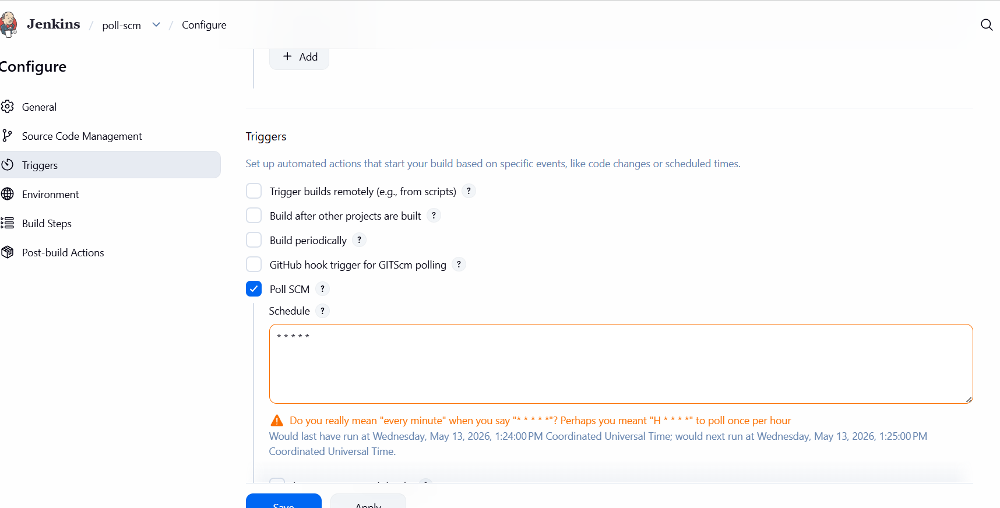 Jenkins / poll-scm / Configure
+ Add
Configure
General
Source Code Management
Triggers
Environment
Build Steps
Post-build Actions
Triggers
Set up automated actions that start your build based on specific events, like code changes or scheduled times.
Trigger builds remotely (e.g., from scripts) ?
Build after other projects are built ?
Build periodically ?
GitHub hook trigger for GITScm polling ?
Poll SCM ?
Schedule ?
* * * * *
Do you really mean "every minute" when you say "* * * * *"? Perhaps you meant "H * * * *" to poll once per hour
Would last have run at Wednesday, May 13, 2026, 1:24:00 PM Coordinated Universal Time; would next run at Wednesday, May 13, 2026, 1:25:00 PM
Coordinated Universal Time.
Save
Apply